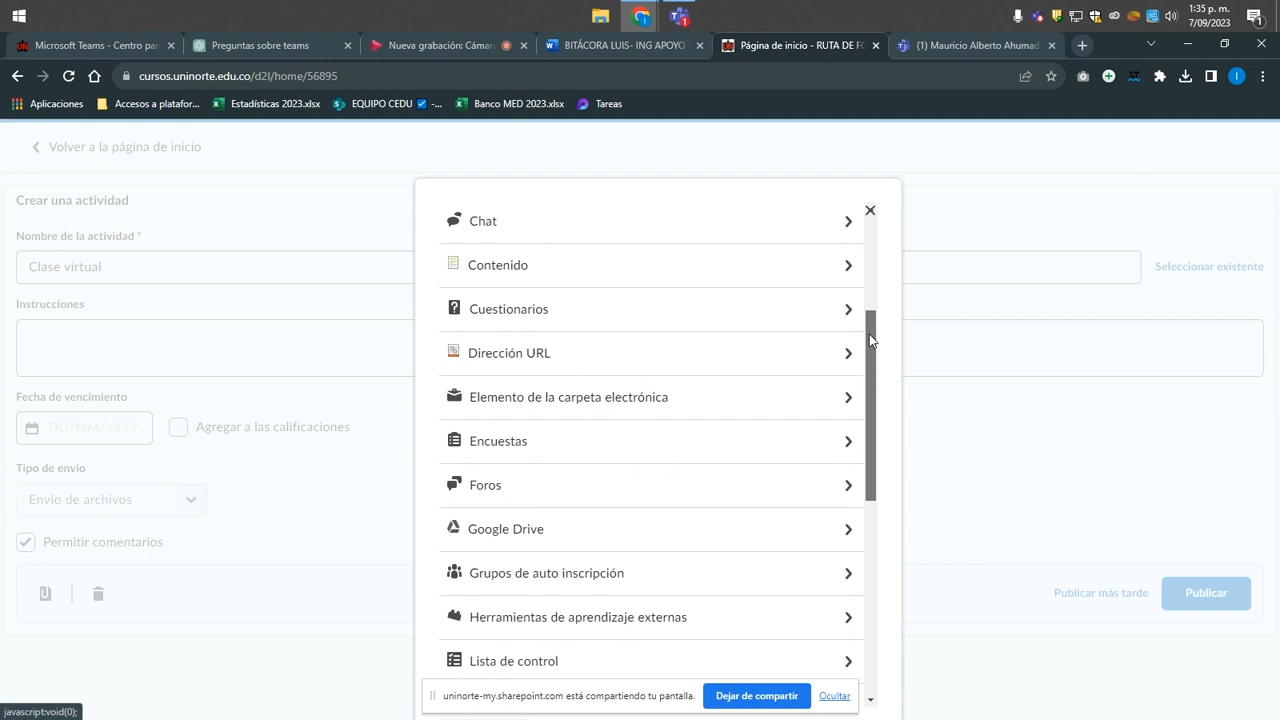 1:35 p. m.
7/09/2023
Microsoft Teams - Centro pa
Preguntas sobre teams
Nueva grabación: Cámar
BITÁCORA LUIS- ING APOYO
Página de inicio - RUTA DE FO
(1) Mauricio Alberto Ahumad
cursos.uninorte.edu.co/d2l/home/56895
Aplicaciones
Accesos a platafor...
Estadísticas 2023.xlsx
EQUIPO CEDU ☑ -...
Banco MED 2023.xlsx
Tareas
Volver a la página de inicio
Crear una actividad
Nombre de la actividad *
Clase virtual
Seleccionar existente
Instrucciones
Fecha de vencimiento
DD/MM/YYYY
Agregar a las calificaciones
Tipo de envío
Envío de archivos
Permitir comentarios
Publicar más tarde
Publicar
Chat
Contenido
Cuestionarios
Dirección URL
Elemento de la carpeta electrónica
Encuestas
Foros
Google Drive
Grupos de auto inscripción
Herramientas de aprendizaje externas
Lista de control
uninorte-my.sharepoint.com está compartiendo tu pantalla.
Dejar de compartir
Ocultar
javascript:void(0);